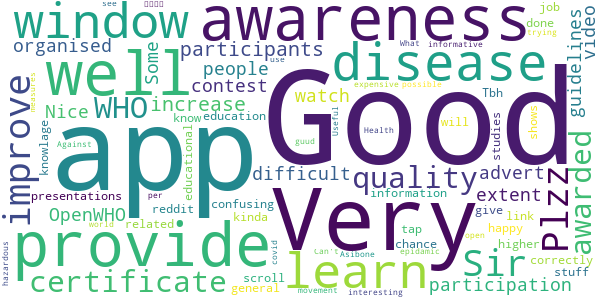 window
awareness
Good
Very
app
well
disease
provide
learn
certificate
improve
quality
Sir
Plzz
awarded
WHO
participants
organised
Some
people
contest
increase
Nice
know
education
watch
educational
difficult
advert
extent
participation
guidelines
video
job
done
trying
What
informative
see
use
Tbh
expensive
possible
will
studies
shows
Useful
Health
guud
Against
measures
knowlage
presentations
per
reddit
confusing
information
give
link
OpenWHO
related
kinda
tap
chance
higher
happy
correctly
stuff
world
scroll
general
covid
Can't
Asibone
epidemic
open
movement
interesting
hazardous